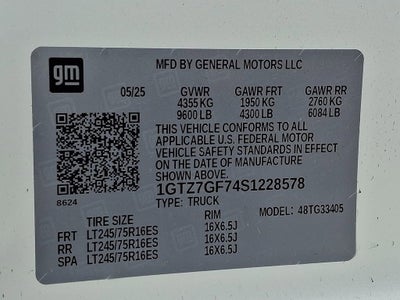 gm
MFD BY GENERAL MOTORS LLC
05/25 GVWR GAWR FRT GAWR RR
4355 KG 1950 KG 2760 KG
9600 LB 4300 LB 6084 LB
THIS VEHICLE CONFORMS TO ALL
APPLICABLE U.S. FEDERAL MOTOR
VEHICLE SAFETY STANDARDS IN EFFECT
ON THE DATE OF MANUFACTURE SHOWN ABOVE.
1GTZ7GF74S1228578
8624 TYPE: TRUCK MODEL: 48TG33405
TIRE SIZE RIM
FRT LT245/75R16ES 16X6.5J
RR LT245/75R16ES 16X6.5J
SPA LT245/75R16ES 16X6.5J